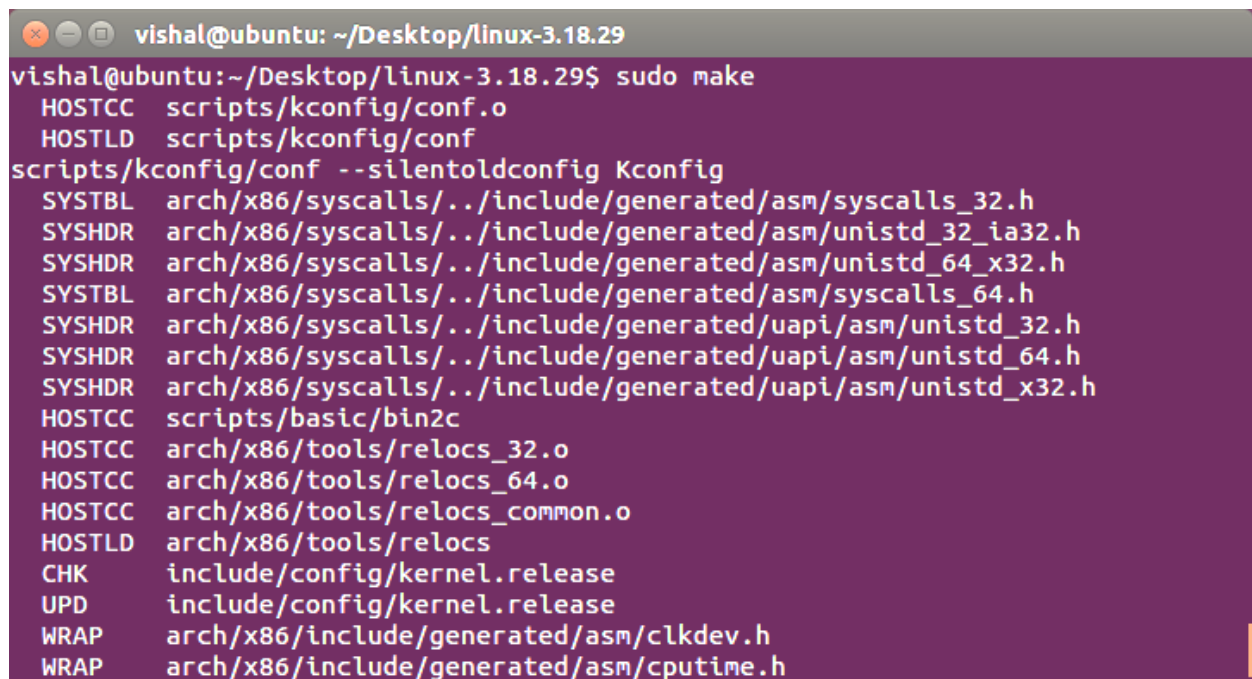 vishal@ubuntu: ~/Desktop/linux-3.18.29
vishal@ubuntu:~/Desktop/linux-3.18.29$ sudo make
  HOSTCC  scripts/kconfig/conf.o
  HOSTLD  scripts/kconfig/conf
scripts/kconfig/conf --silentoldconfig Kconfig
  SYSTBL  arch/x86/syscalls/../include/generated/asm/syscalls_32.h
  SYSHDR  arch/x86/syscalls/../include/generated/asm/unistd_32_ia32.h
  SYSHDR  arch/x86/syscalls/../include/generated/asm/unistd_64_x32.h
  SYSTBL  arch/x86/syscalls/../include/generated/asm/syscalls_64.h
  SYSHDR  arch/x86/syscalls/../include/generated/uapi/asm/unistd_32.h
  SYSHDR  arch/x86/syscalls/../include/generated/uapi/asm/unistd_64.h
  SYSHDR  arch/x86/syscalls/../include/generated/uapi/asm/unistd_x32.h
  HOSTCC  scripts/basic/bin2c
  HOSTCC  arch/x86/tools/relocs_32.o
  HOSTCC  arch/x86/tools/relocs_64.o
  HOSTCC  arch/x86/tools/relocs_common.o
  HOSTLD  arch/x86/tools/relocs
  CHK     include/config/kernel.release
  UPD     include/config/kernel.release
  WRAP    arch/x86/include/generated/asm/clkdev.h
  WRAP    arch/x86/include/generated/asm/cputime.h